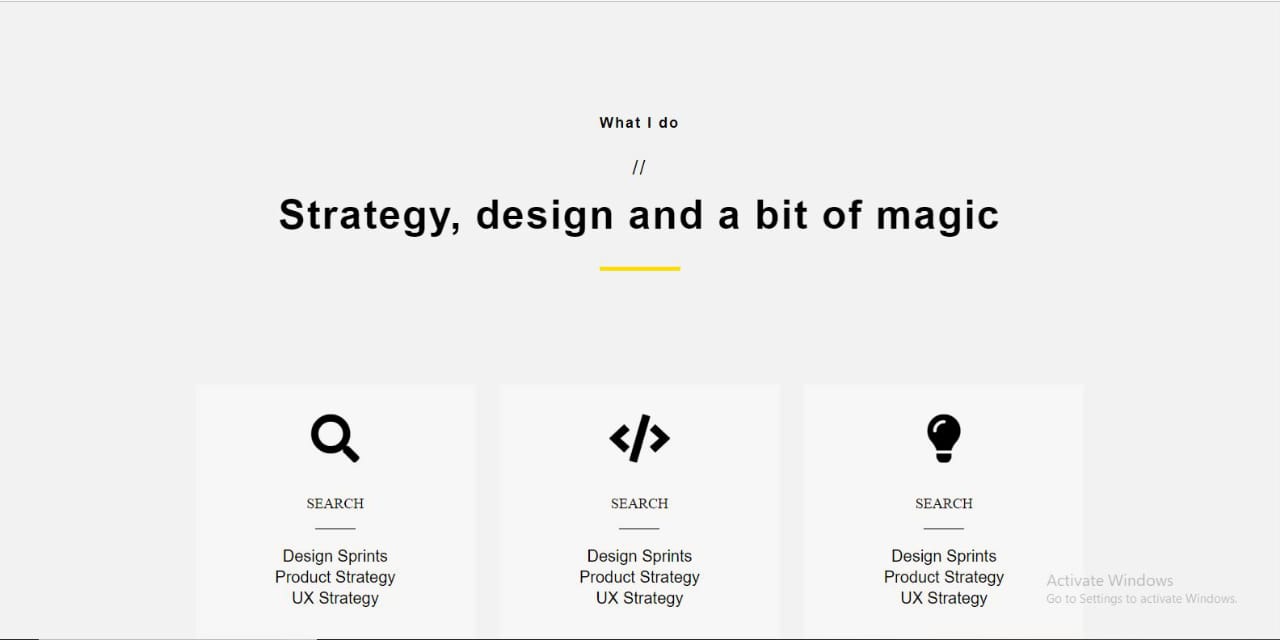 What I do
//
Strategy, design and a bit of magic
SEARCH
Design Sprints
Product Strategy
UX Strategy
SEARCH
Design Sprints
Product Strategy
UX Strategy
SEARCH
Design Sprints
Product Strategy
UX Strategy
Activate Windows
Go to Settings to activate Windows.